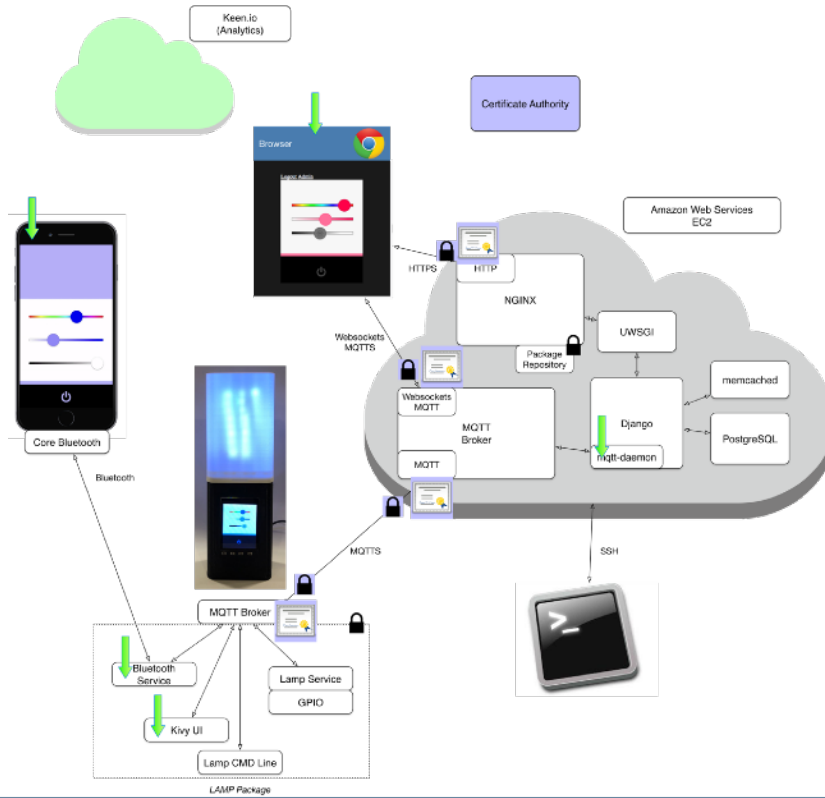 Keen.io
(Analytics)
Certificate Authority
Browser
Logout Admin
Amazon Web Services
EC2
HTTPS
HTTP
NGINX
UWSGI
Package
Repository
Websockets
MQTTS
memcached
Websockets
MQTT
MQTT
Broker
Django
PostgreSQL
mqtt-daemon
MQTT
Core Bluetooth
Bluetooth
MQTTS
SSH
>_
MQTT Broker
Bluetooth
Service
Lamp Service
GPIO
Kivy UI
Lamp CMD Line
LAMP Package